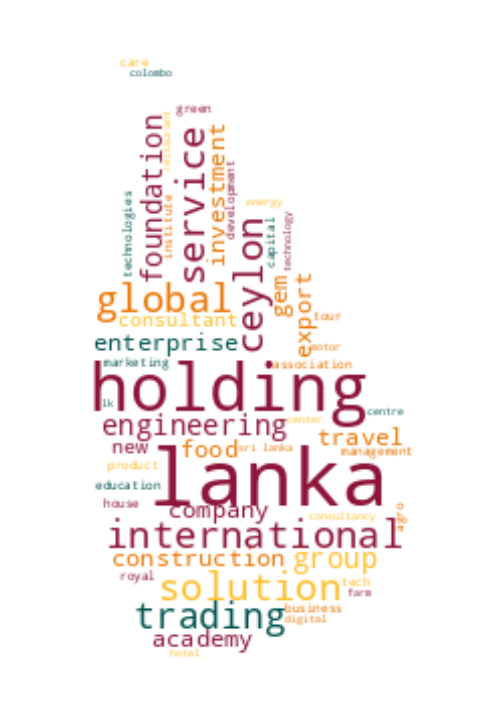 care
colombo
green
foundation
restaurant
service
investment
development
technologies
institute
energy
ceylon
capital
technology
global
gem
export
consultant
tour
enterprise
motor
marketing
association
holding
lk
centre
engineering
center
travel
new
food
sri lanka
management
lanka
product
education
house
company
consultancy
agro
international
construction
group
royal
solution
tech
farm
trading
business
digital
academy
hotel